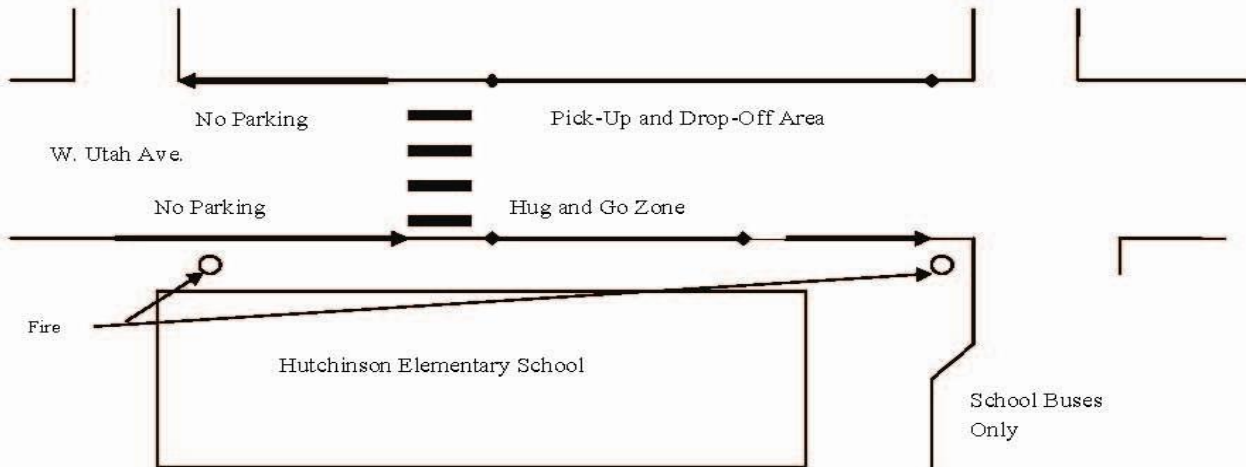 No Parking
Pick-Up and Drop-Off Area
W. Utah Ave.
No Parking
Hug and Go Zone
Fire
Hutchinson Elementary School
School Buses
Only